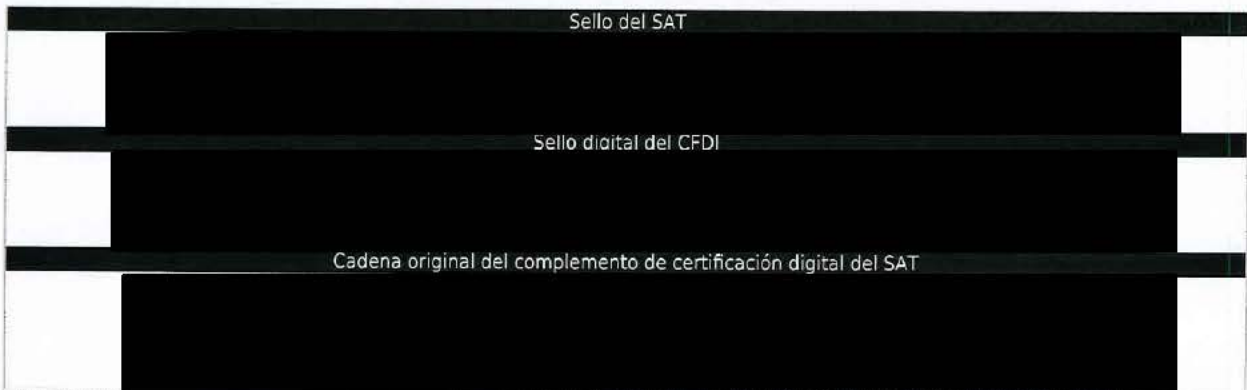 Sello del SAT
Sello digital del CFDI
Cadena original del complemento de certificación digital del SAT